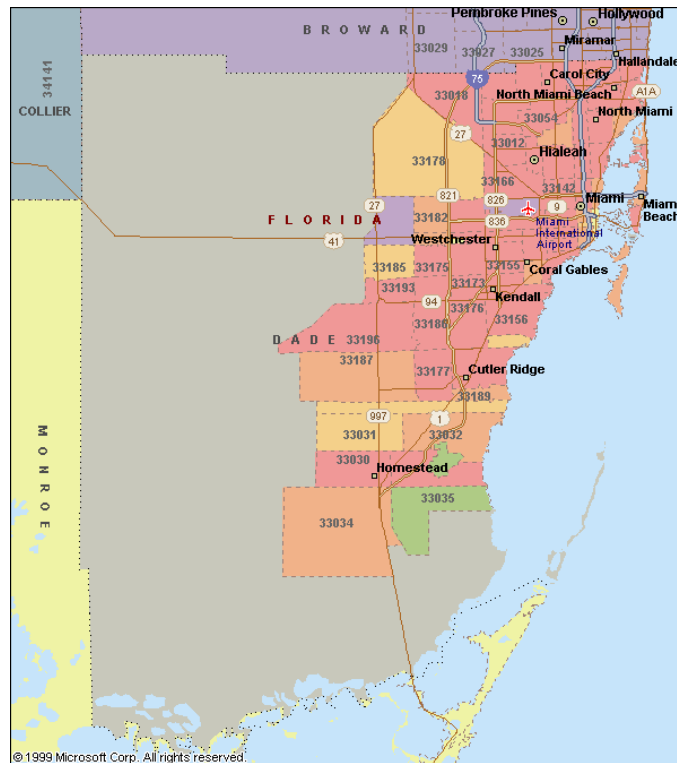 Pembroke Pines
Hollywood
BROWARD
Miramar
33029
33027
33025
Hallandale
34141
COLLIER
75
Carol City
33018
North Miami Beach
A1A
33054
North Miami
27
33012
Hialeah
33178
33166
33142
821
826
9
Miami
27
FLORIDA
33182
836
Miami
Beach
Miami
International
Airport
41
Westchester
33185
33175
33155
Coral Gables
33193
33173
Kendall
94
33176
33186
33156
DADE
33196
33187
33177
Cutler Ridge
33189
997
1
33031
33032
MONROE
33030
Homestead
33035
33034
© 1999 Microsoft Corp. All rights reserved.